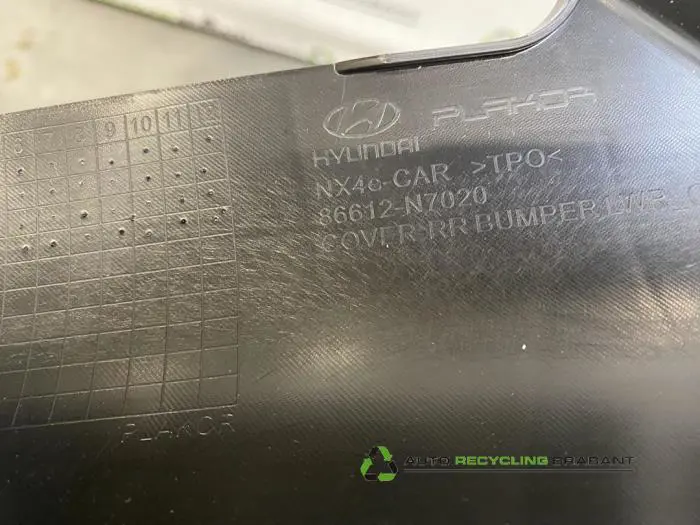 7 8 9 10 11 12
HYUNDAI PLAKOR
NX4e-CAR >TPO<
86612-N7020
COVER-RR BUMPER LWR
PLAKOR
AUTO RECYCLING BRABANT